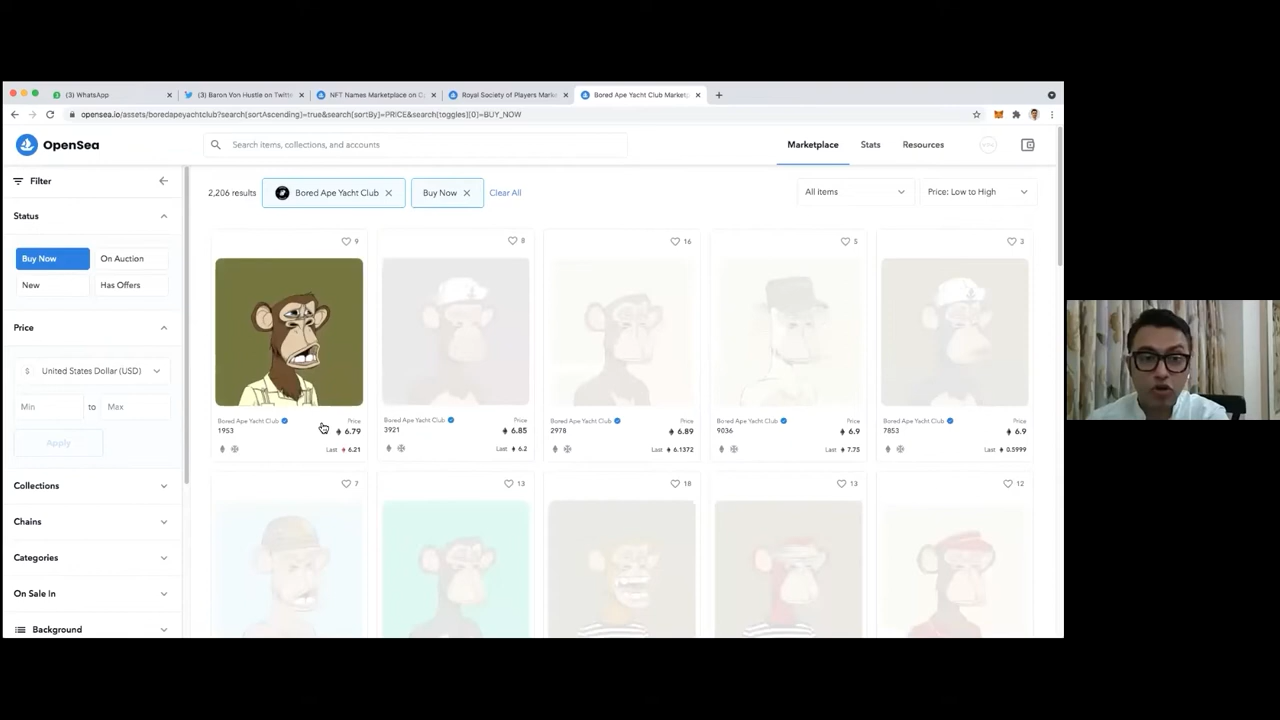 (3) WhatsApp
(3) Baron Von Hustle on Twitte
NFT Names Marketplace on O
Royal Society of Players Mark
Bored Ape Yacht Club Market
opensea.io/assets/boredapeyachtclub?search[sortAscending]=true&search[sortBy]=PRICE&search[toggles][0]=BUY_NOW
OpenSea
Search items, collections, and accounts
Marketplace
Stats
Resources
Filter
2,206 results
Bored Ape Yacht Club
Buy Now
Clear All
All items
Price: Low to High
Status
Buy Now
On Auction
New
Has Offers
Price
$ United States Dollar (USD)
Min
to
Max
Apply
Collections
Chains
Categories
On Sale In
Background
9
8
16
5
3
Bored Ape Yacht Club
1953
Price
6.79
Last 6.21
Bored Ape Yacht Club
3921
Price
6.85
Last 6.2
Bored Ape Yacht Club
2978
Price
6.89
Last 6.1372
Bored Ape Yacht Club
9036
Price
6.9
Last 7.75
Bored Ape Yacht Club
7853
Price
6.9
Last 0.5999
7
13
18
13
12